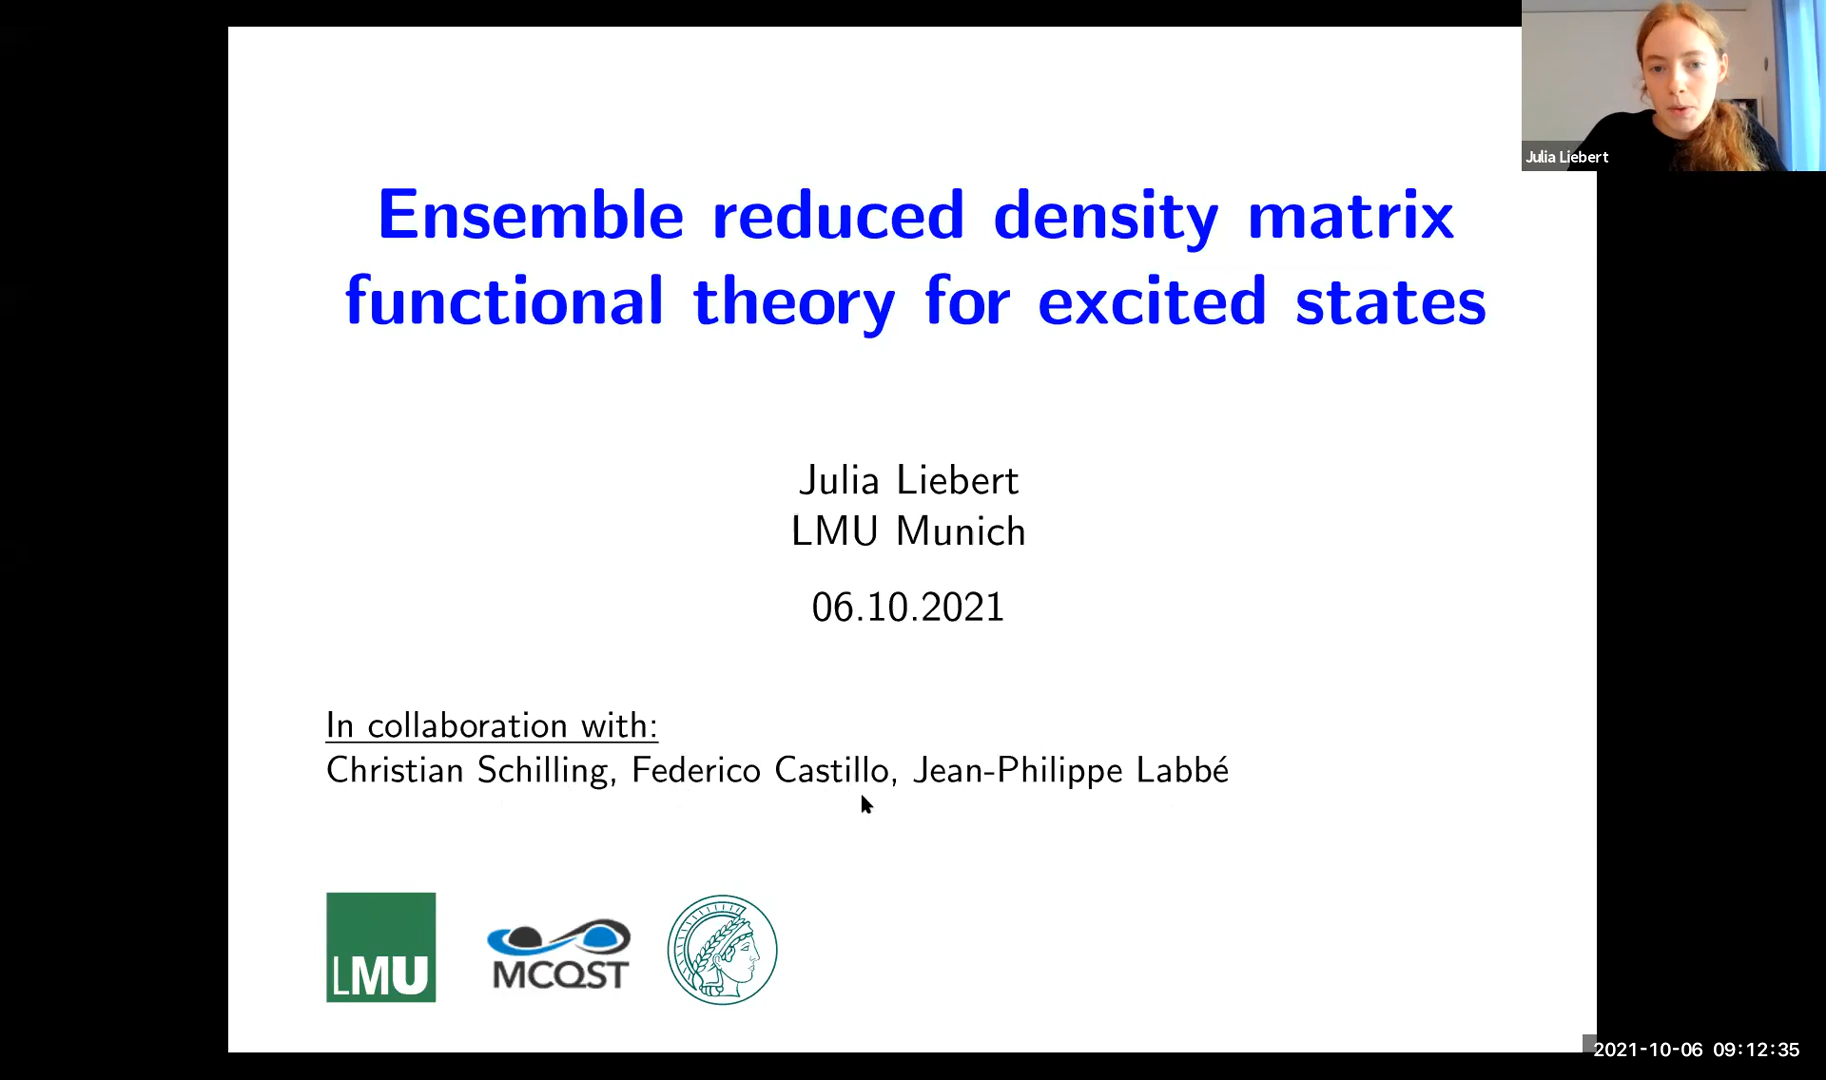 Julia Liebert
Ensemble reduced density matrix
functional theory for excited states
Julia Liebert
LMU Munich
06.10.2021
In collaboration with:
Christian Schilling, Federico Castillo, Jean-Philippe Labbé
LMU
MCQST
2021-10-06 09:12:35